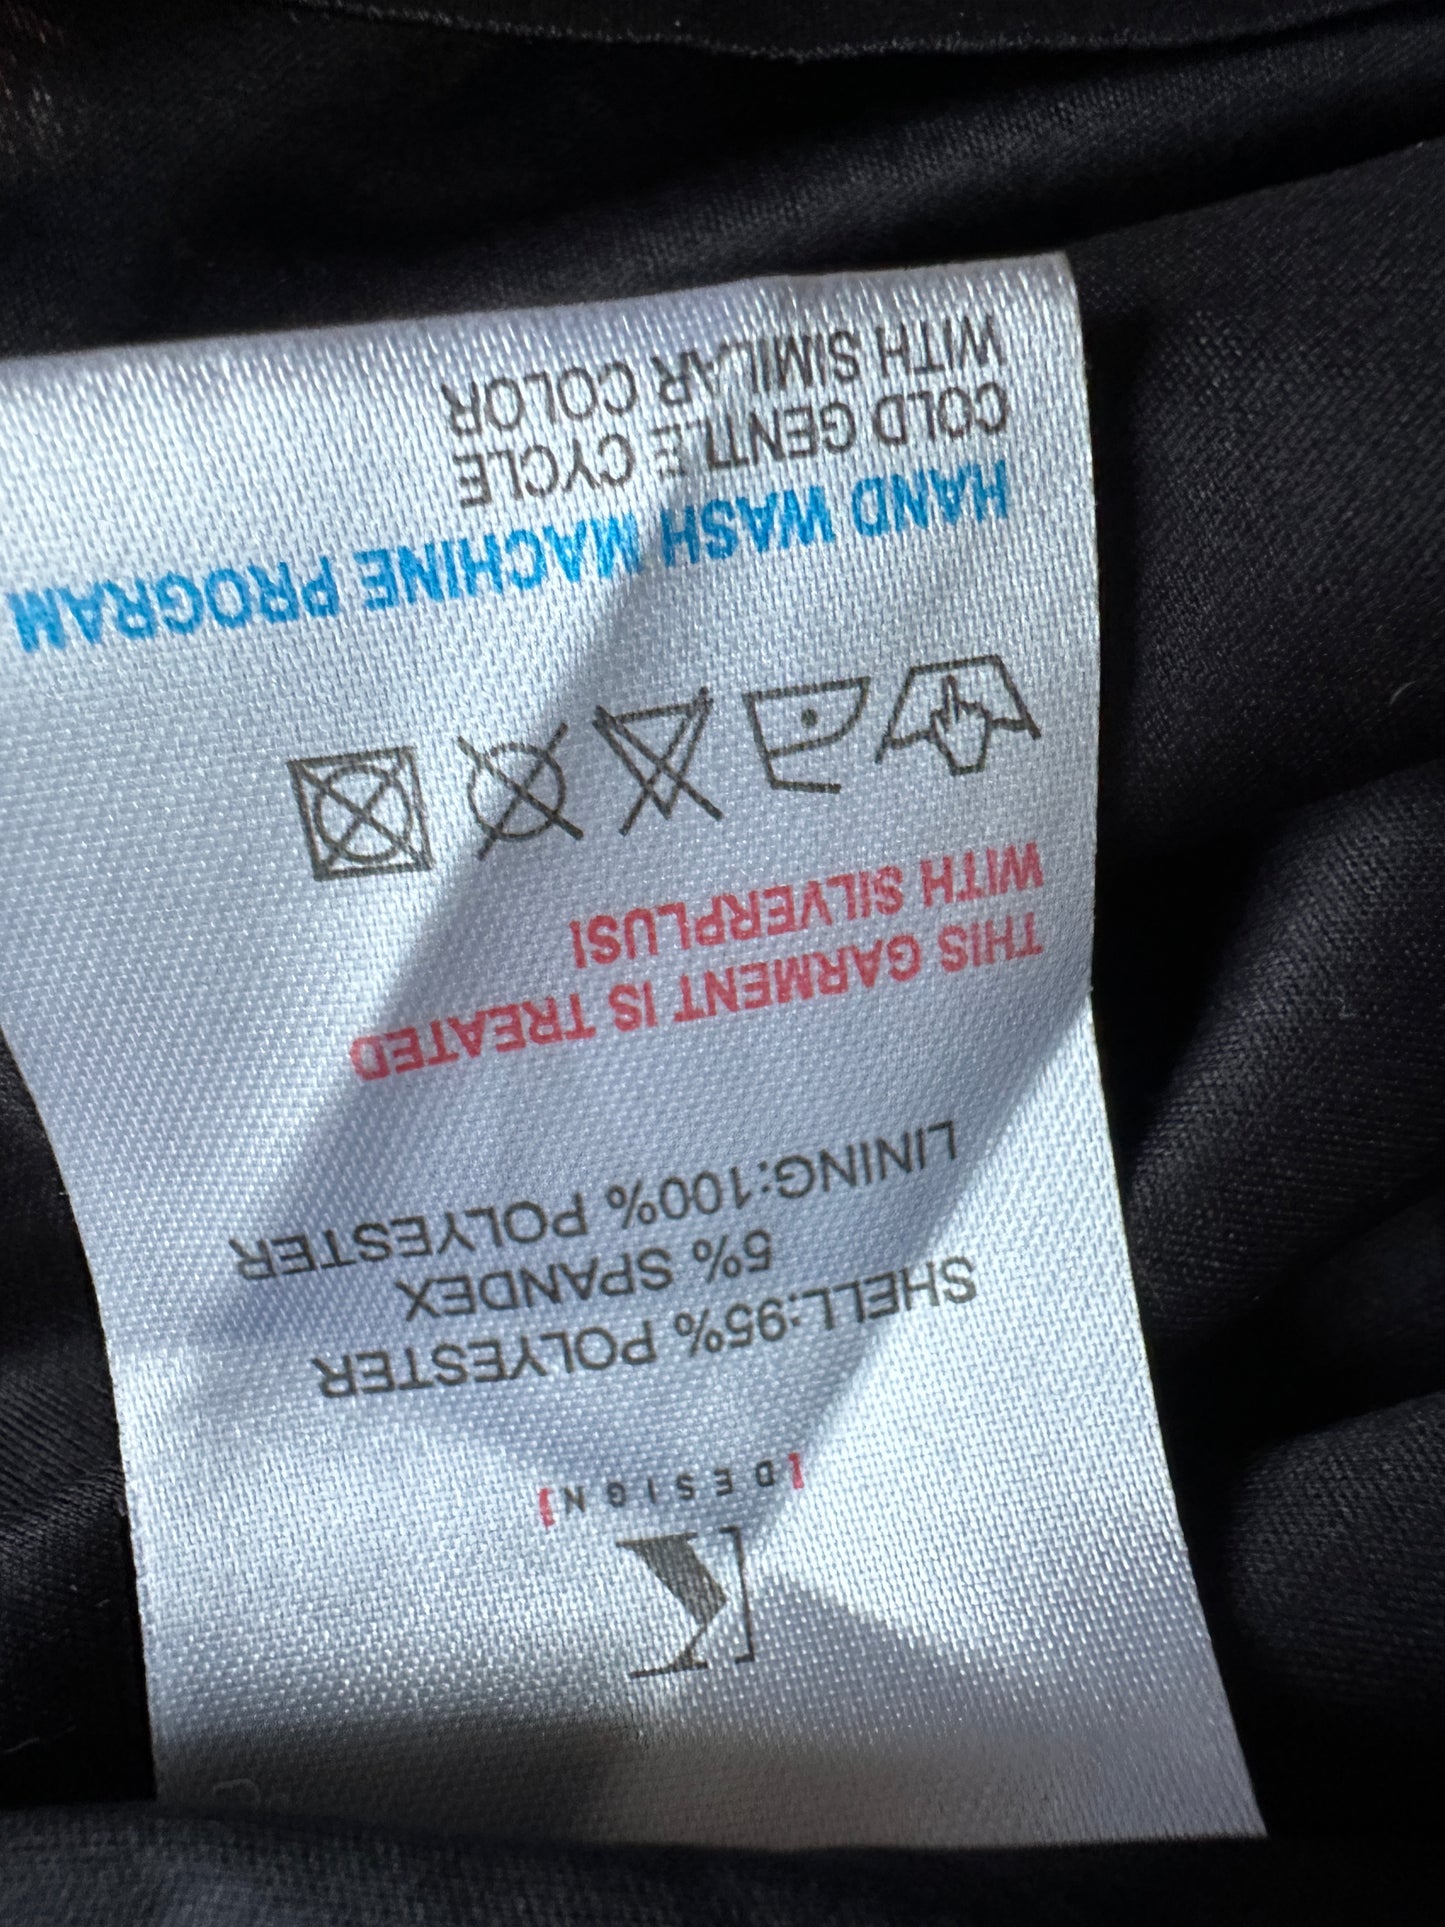 K
[DESIGN]
SHELL:95% POLYESTER
5% SPANDEX
LINING:100% POLYESTER
THIS GARMENT IS TREATED
WITH SILVERPLUS!
HAND WASH MACHINE PROGRAM
COLD GENTLE CYCLE
WITH SIMILAR COLOR